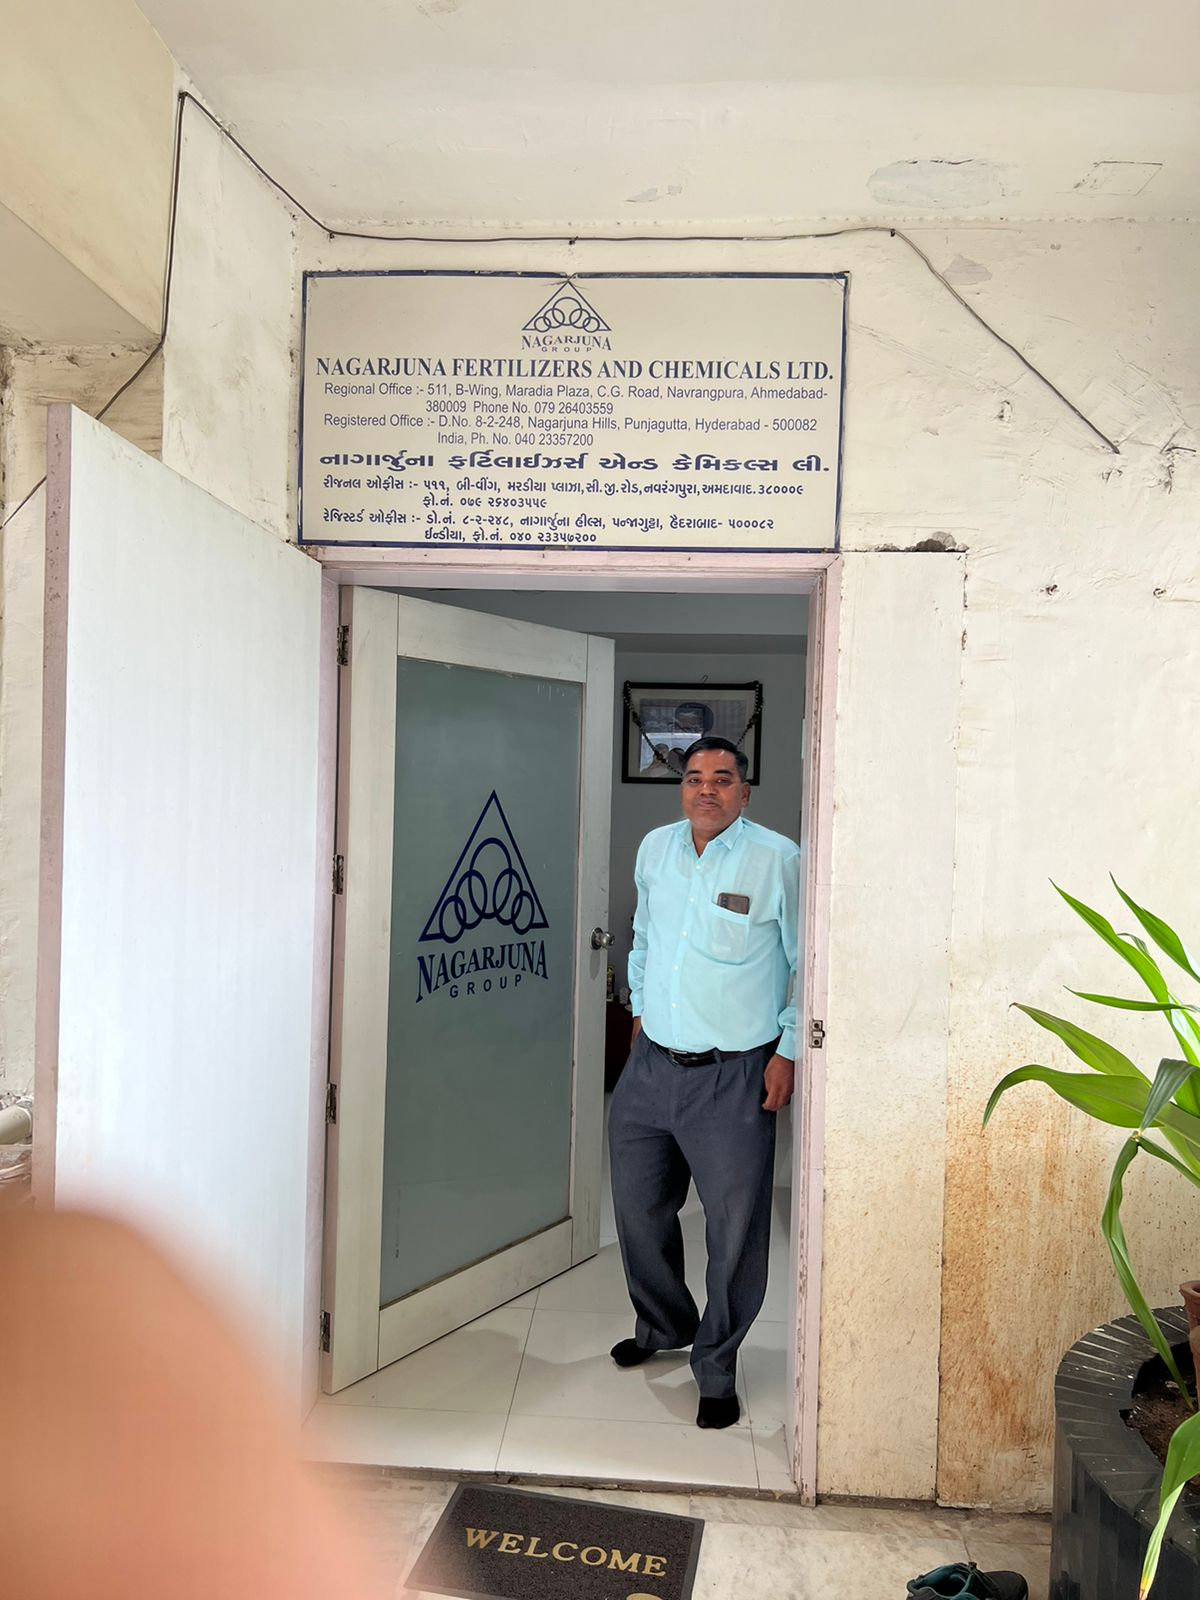 NAGARJUNA
GROUP
NAGARJUNA FERTILIZERS AND CHEMICALS LTD.
Regional Office :- 511, B-Wing, Maradia Plaza, C.G. Road, Navrangpura, Ahmedabad-
380009 Phone No. 079 26403559
Registered Office :- D.No. 8-2-248, Nagarjuna Hills, Punjagutta, Hyderabad - 500082
India, Ph. No. 040 23357200
નાગાર્જુના ફર્ટિલાઈઝર્સ એન્ડ કેમિકલ્સ લી.
રીજનલ ઓફીસ :- ૫૧૧, બી-વીંગ, મરડીયા પ્લાઝા,સી.જી.રોડ,નવરંગપુરા,અમદાવાદ.૩૮૦૦૦૯
ફો.નં. ૦૭૯ ૨૬૪૦૩૫૫૯
રેજિસ્ટર્ડ ઓફીસ :- ડો.નં. ૮-૨-૨૪૮, નાગાર્જુના હીલ્સ, પન્જાગુટ્ટા, હૈદરાબાદ- ૫૦૦૦૮૨
ઈન્ડીયા, ફો.નં. ૦૪૦ ૨૩૩૫૭૨૦૦
NAGARJUNA
GROUP
WELCOME